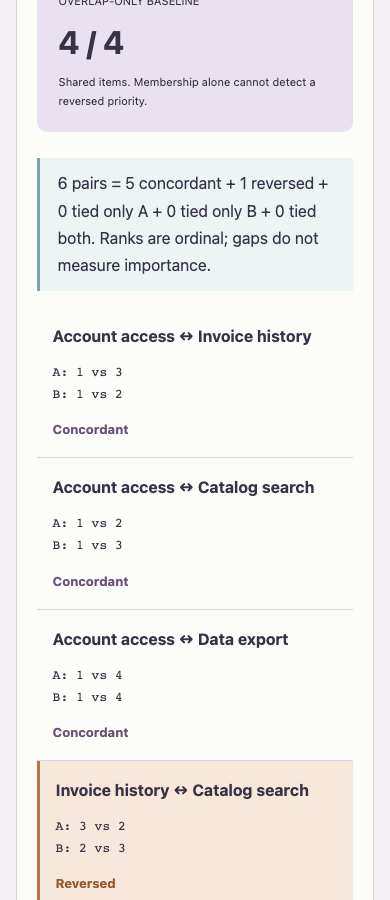 OVERLAP-ONLY BASELINE
4 / 4
Shared items. Membership alone cannot detect a
reversed priority.
6 pairs = 5 concordant + 1 reversed +
0 tied only A + 0 tied only B + 0 tied
both. Ranks are ordinal; gaps do not
measure importance.
Account access ↔ Invoice history
A: 1 vs 3
B: 1 vs 2
Concordant
Account access ↔ Catalog search
A: 1 vs 2
B: 1 vs 3
Concordant
Account access ↔ Data export
A: 1 vs 4
B: 1 vs 4
Concordant
Invoice history ↔ Catalog search
A: 3 vs 2
B: 2 vs 3
Reversed